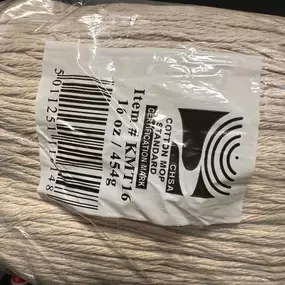 CHSA
COTTON MOP
STANDARD
CERTIFICATION MARK
Item # KMT16
16 oz / 454g